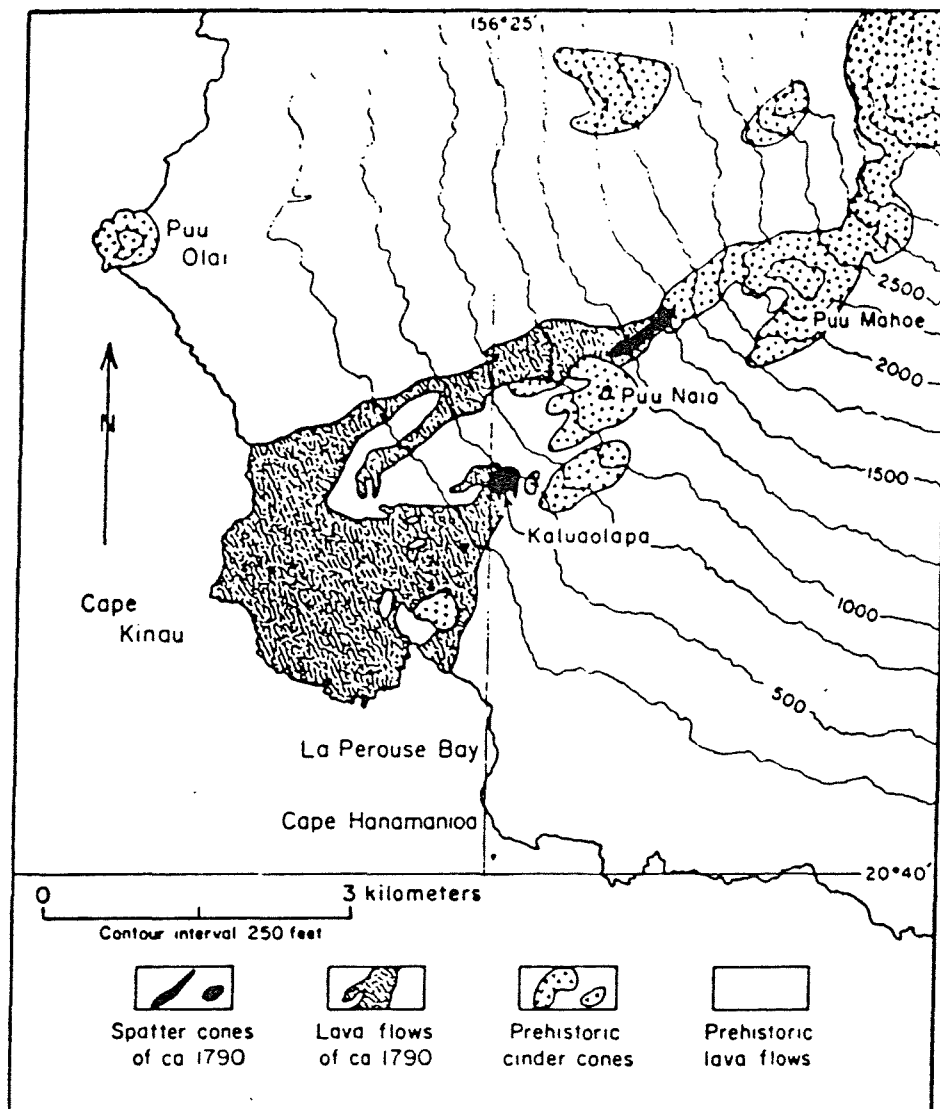 156°25'
Puu
Olai
2500
Puu Mahoe
2000
Puu Naio
1500
N
Kaluaolapa
Cape
Kinau
1000
500
La Perouse Bay
Cape Hanamanioa
20°40'
0 3 kilometers
Contour interval 250 feet
Spatter cones
of ca 1790
Lava flows
of ca 1790
Prehistoric
cinder cones
Prehistoric
lava flows